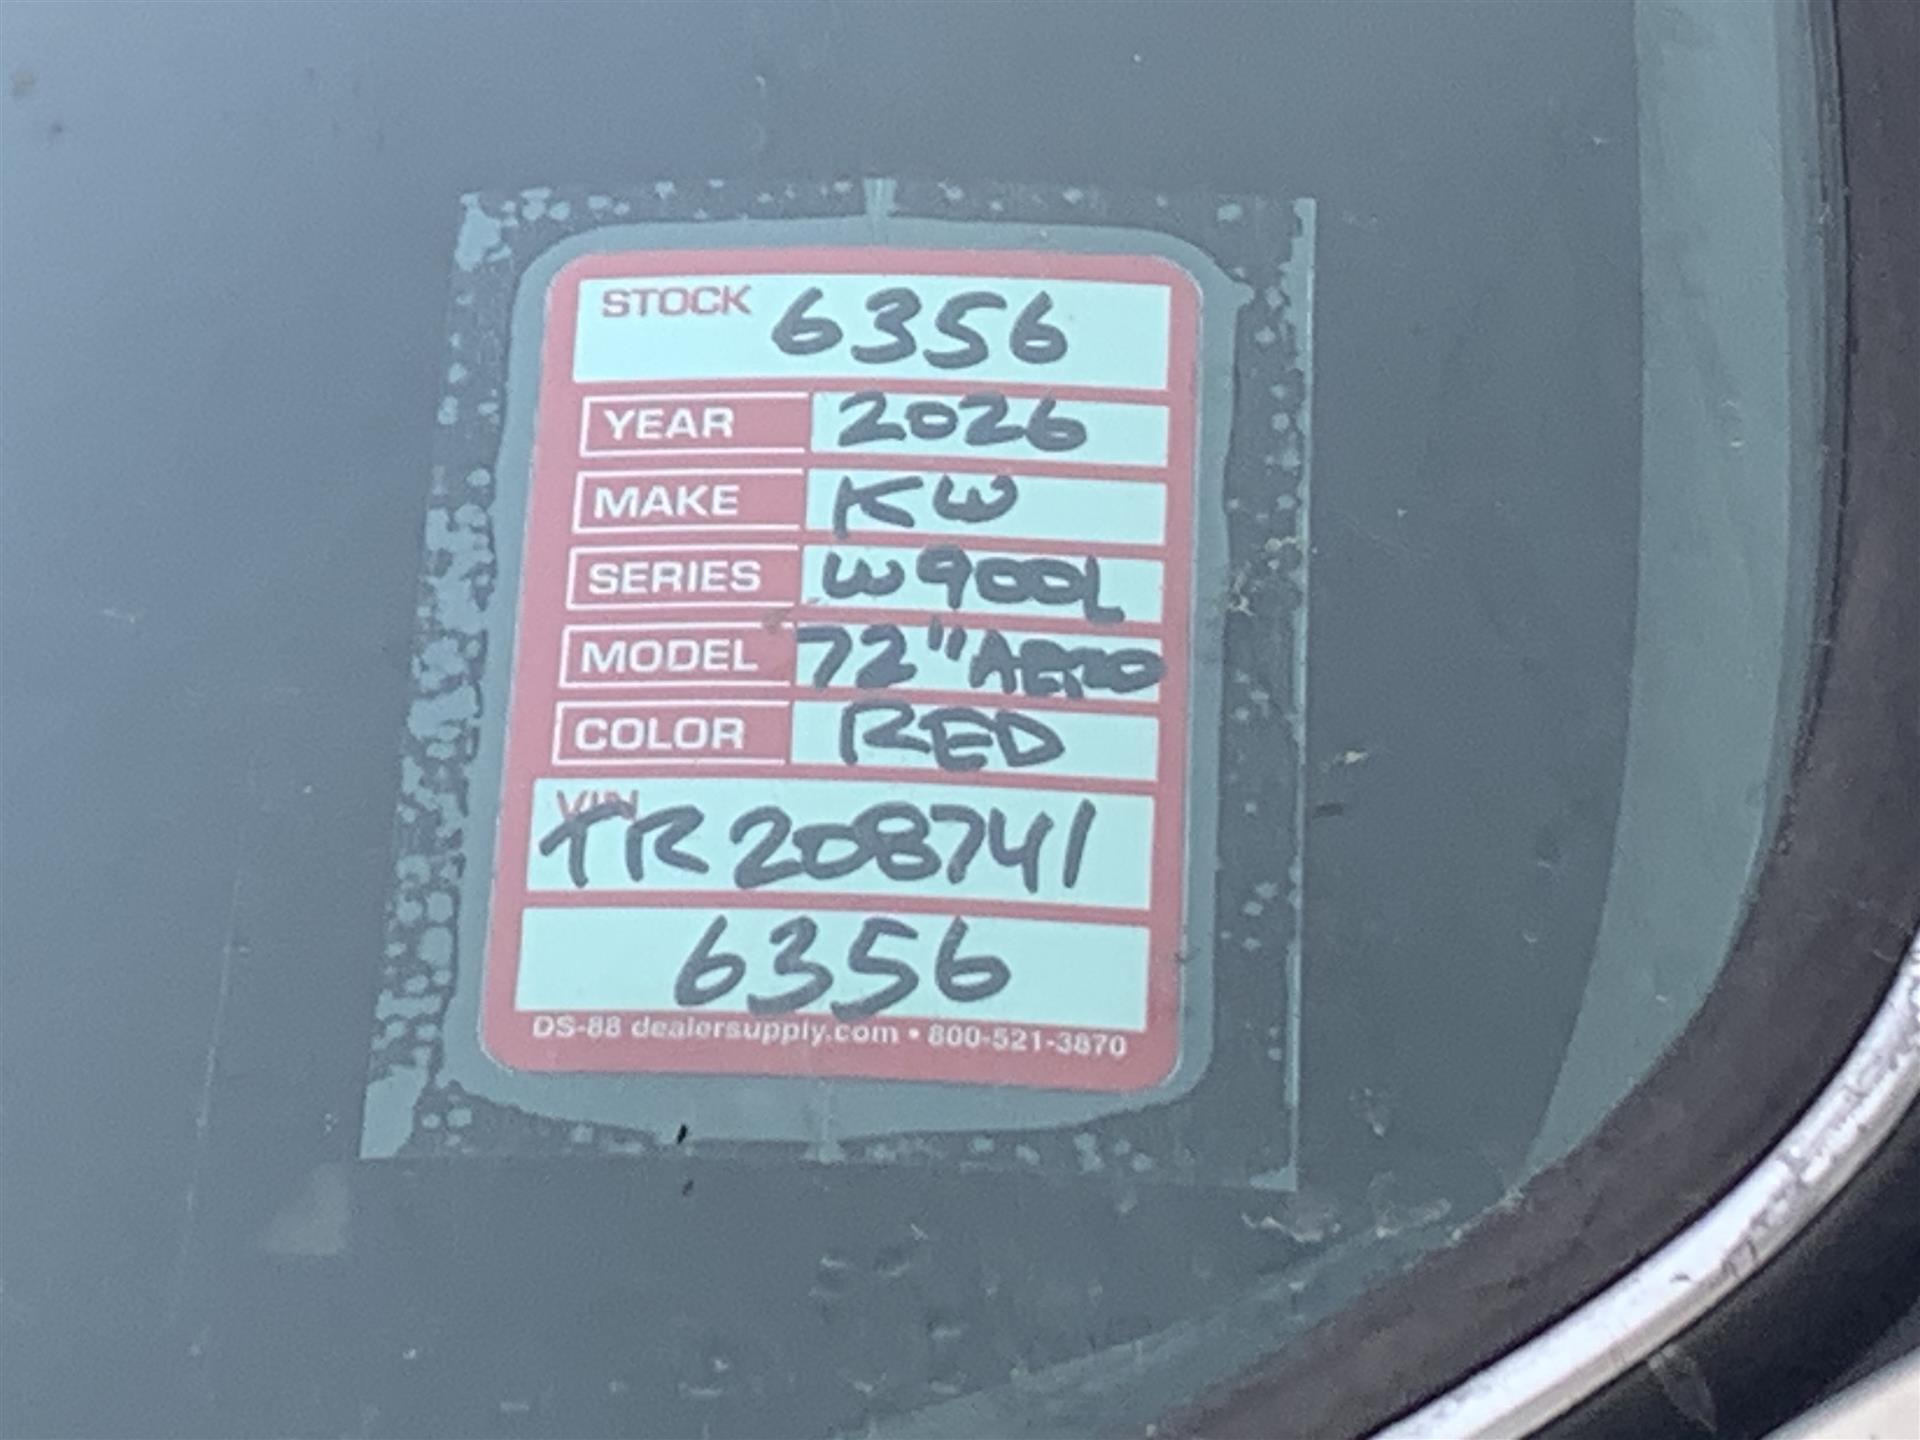 STOCK 6356
YEAR 2026
MAKE KW
SERIES W900L
MODEL 72" AERO
COLOR RED
VIN TR208741
6356
DS-88 dealersupply.com • 800-521-3870